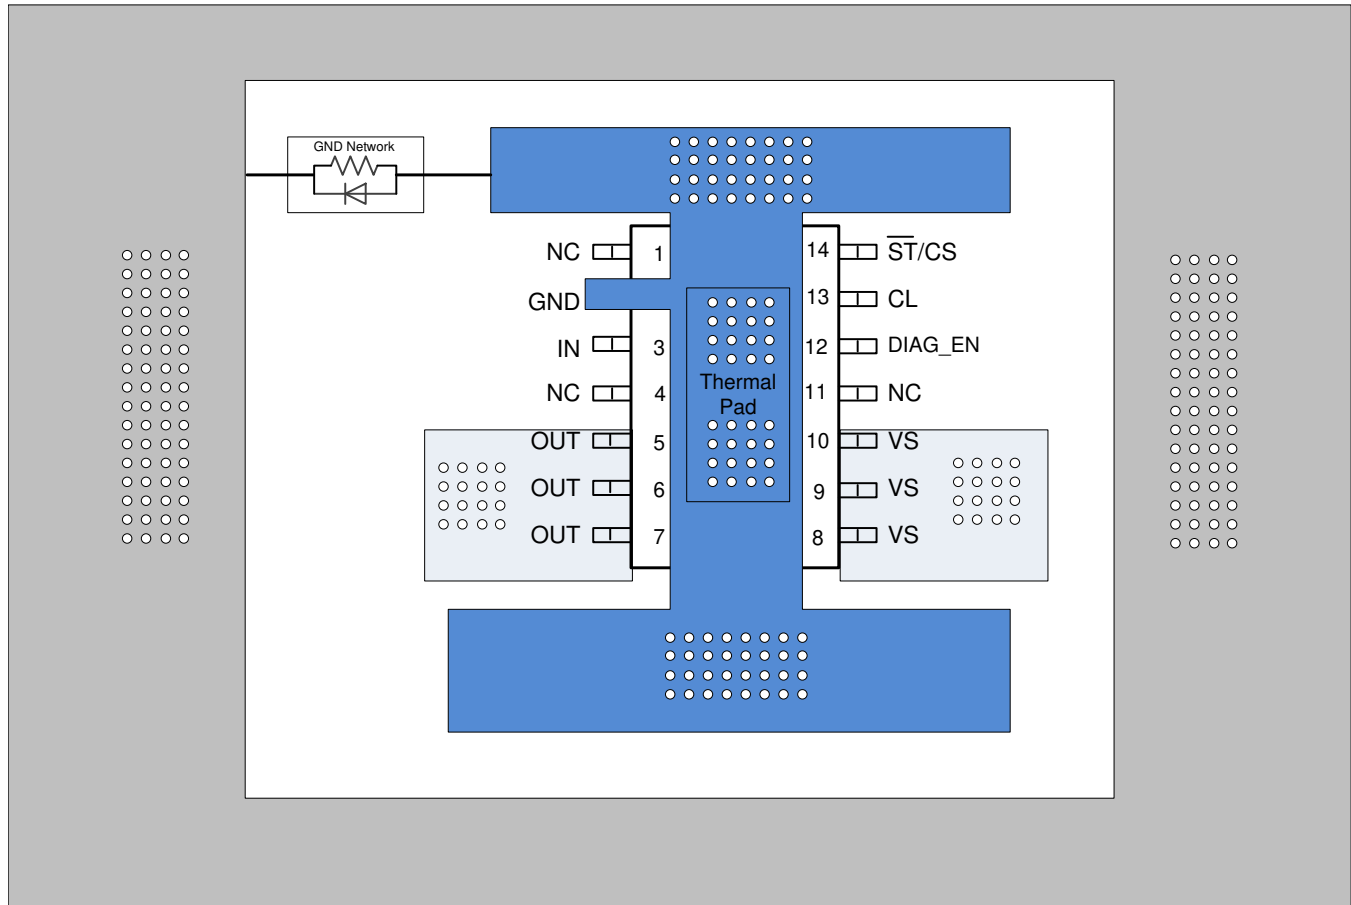 GND Network
NC 1 14 ST/CS
GND 13 CL
IN 3 12 DIAG_EN
NC 4 11 NC
Thermal
Pad
OUT 5 10 VS
OUT 6 9 VS
OUT 7 8 VS